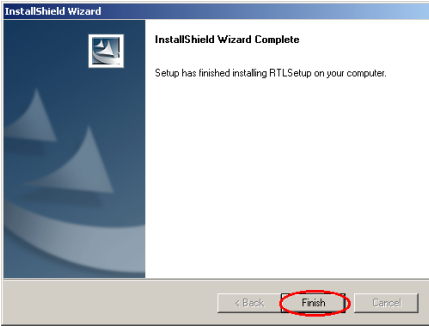 InstallShield Wizard
InstallShield Wizard Complete
Setup has finished installing RTLSetup on your computer.
< Back
Finish
Cancel